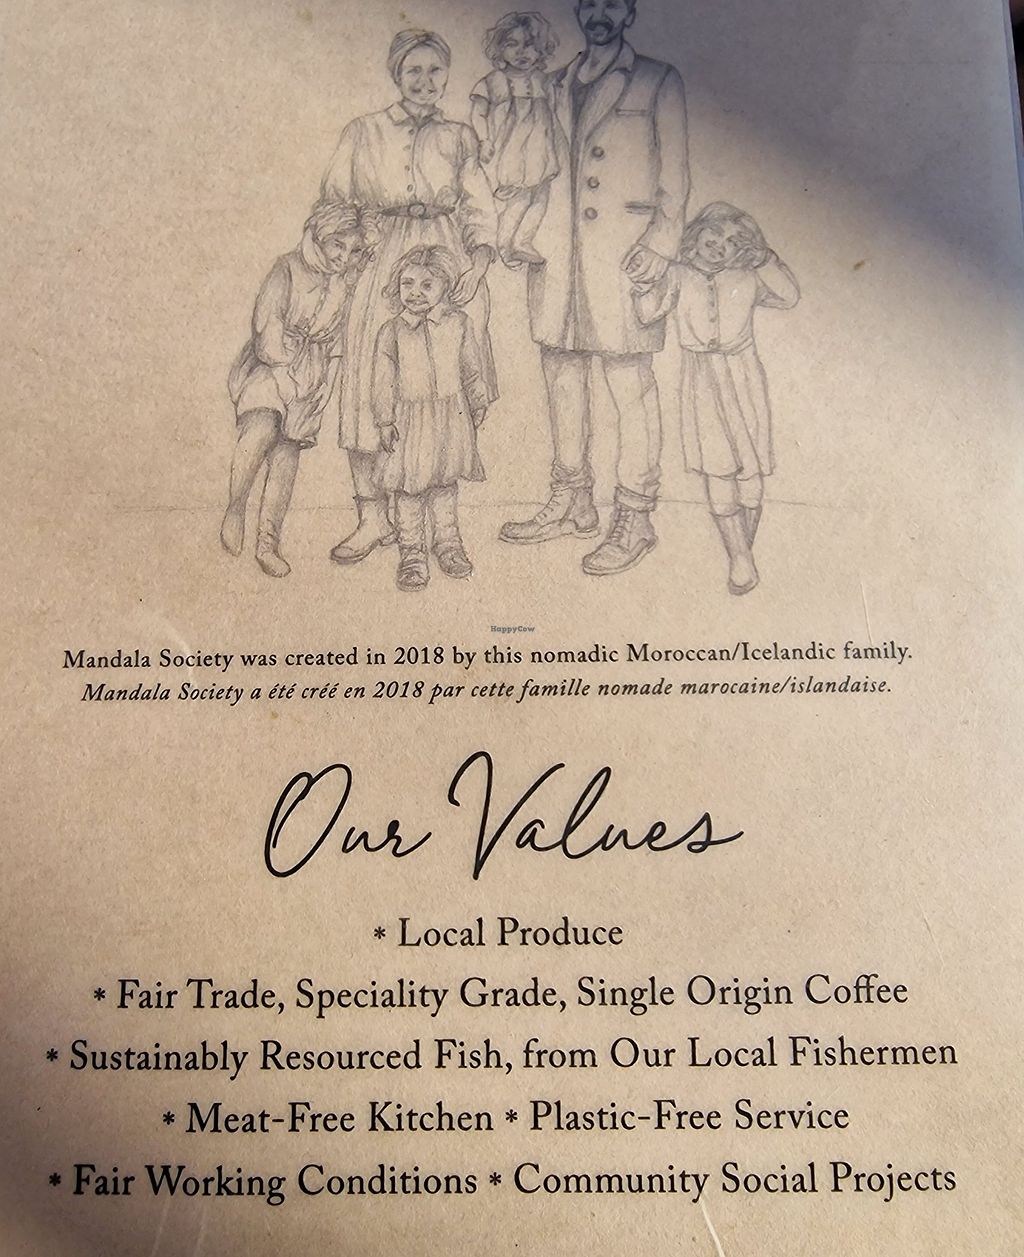 HappyCow
Mandala Society was created in 2018 by this nomadic Moroccan/Icelandic family.
Mandala Society a été créé en 2018 par cette famille nomade marocaine/islandaise.
Our Values
* Local Produce
* Fair Trade, Speciality Grade, Single Origin Coffee
* Sustainably Resourced Fish, from Our Local Fishermen
* Meat-Free Kitchen * Plastic-Free Service
* Fair Working Conditions * Community Social Projects